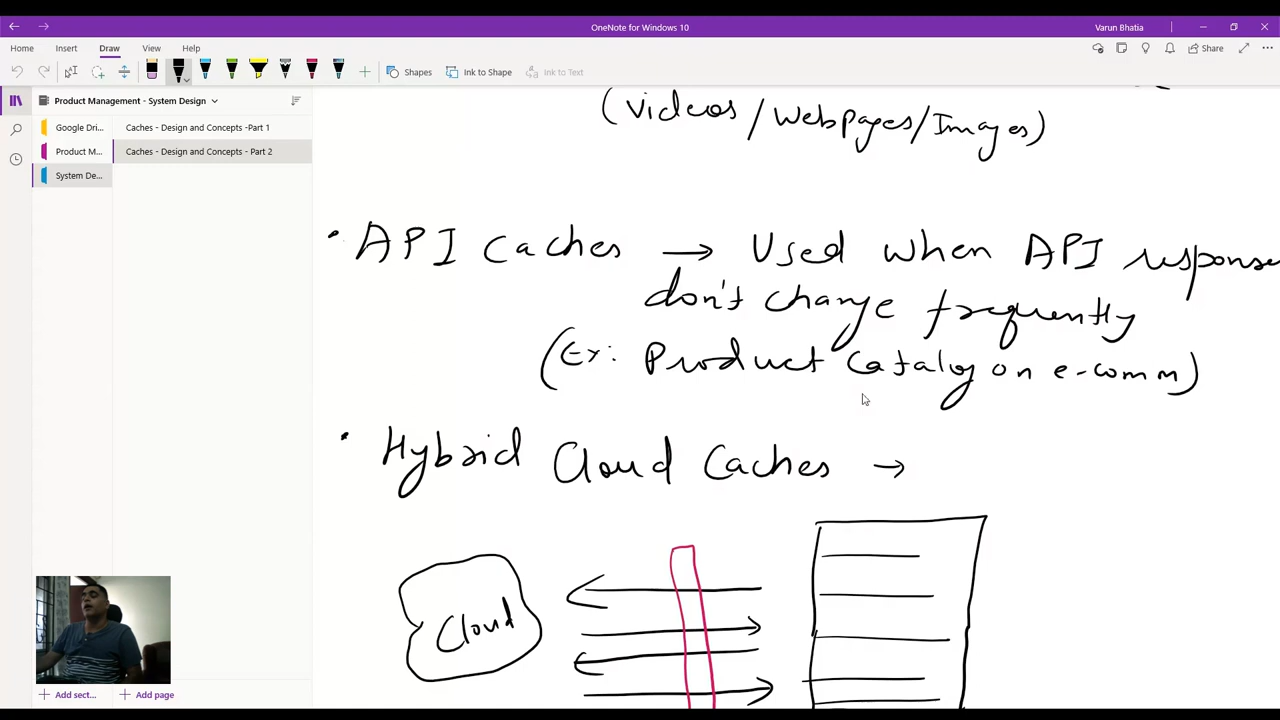 OneNote for Windows 10
Varun Bhatia
Home Insert Draw View Help
Share
Shapes
Ink to Shape
Ink to Text
Product Management - System Design
Google Dri...
Product M...
System De...
Caches - Design and Concepts -Part 1
Caches - Design and Concepts - Part 2
(Videos/Webpages/Images)
• API Caches → Used when API response
don't change frequently
(Ex: Product Catalog on e-comm)
• Hybrid Cloud Caches →
Cloud
Add sect...
Add page